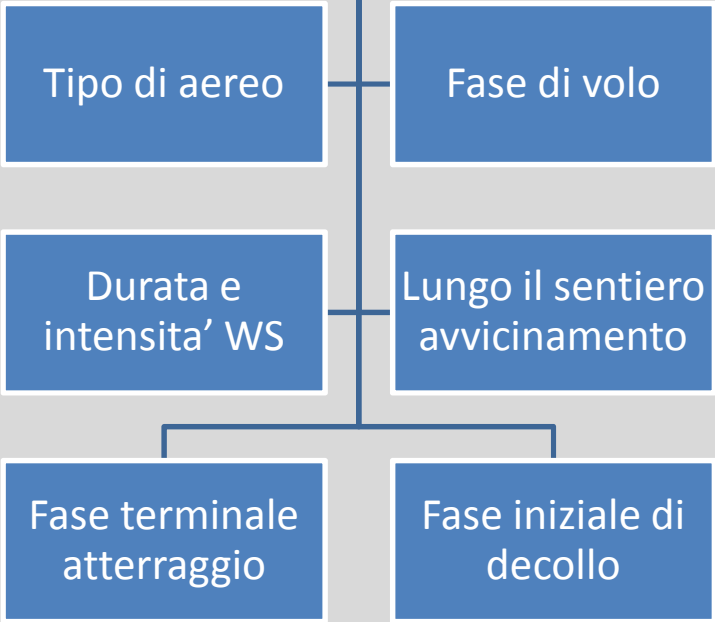 Tipo di aereo
Fase di volo
Durata e
intensita’ WS
Lungo il sentiero
avvicinamento
Fase terminale
atterraggio
Fase iniziale di
decollo